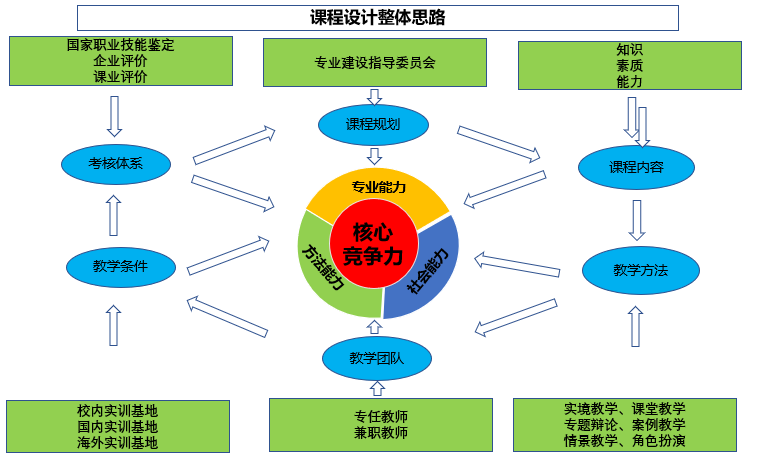 课程设计整体思路
国家职业技能鉴定
企业评价
课业评价
专业建设指导委员会
知识
素质
能力
课程规划
考核体系
课程内容
专业能力
核心
竞争力
方法能力
社会能力
教学条件
教学方法
教学团队
校内实训基地
国内实训基地
海外实训基地
专任教师
兼职教师
实境教学、课堂教学
专题辩论、案例教学
情景教学、角色扮演